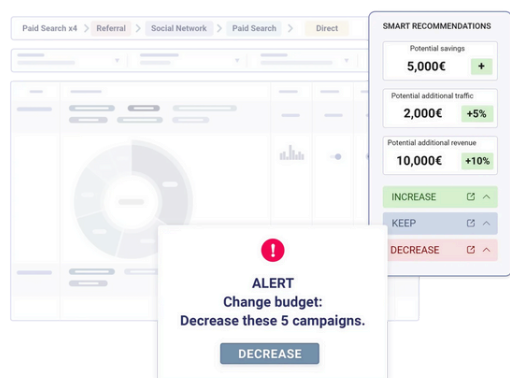 Paid Search x4 > Referral > Social Network > Paid Search > Direct
SMART RECOMMENDATIONS
Potential savings
5,000€ +
Potential additional traffic
2,000€ +5%
Potential additional revenue
10,000€ +10%
INCREASE
KEEP
DECREASE
!
ALERT
Change budget:
Decrease these 5 campaigns.
DECREASE